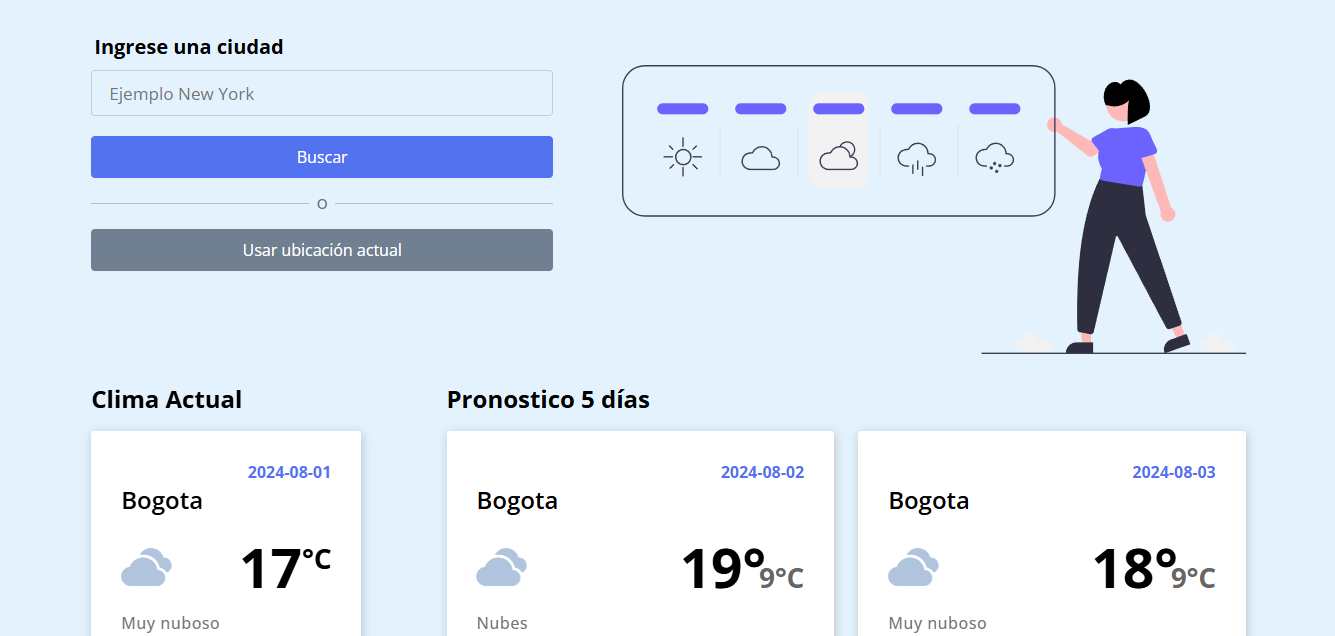 Ingrese una ciudad
Ejemplo New York
Buscar
O
Usar ubicación actual
Clima Actual
Pronostico 5 días
2024-08-01
Bogota
17°C
Muy nuboso
2024-08-02
Bogota
19° 9°C
Nubes
2024-08-03
Bogota
18° 9°C
Muy nuboso